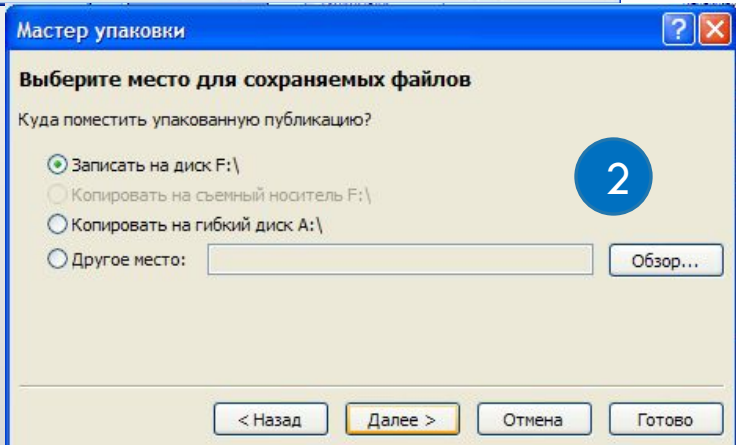 Мастер упаковки
Выберите место для сохраняемых файлов
Куда поместить упакованную публикацию?
Записать на диск F:\
Копировать на съемный носитель F:\
2
Копировать на гибкий диск A:\
Другое место:
Обзор...
< Назад
Далее >
Отмена
Готово